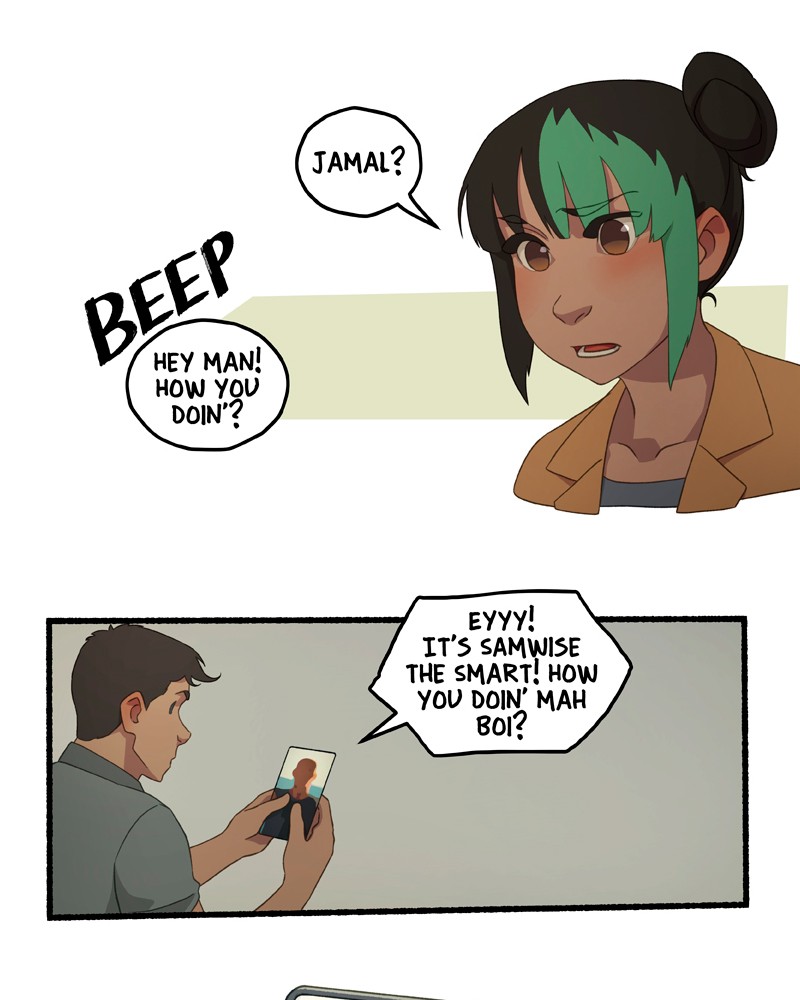 JAMAL?
BEEP
HEY MAN!
HOW YOU
DOIN'?
EYYY!
IT'S SAMWISE
THE SMART! HOW
YOU DOIN' MAH
BOI?